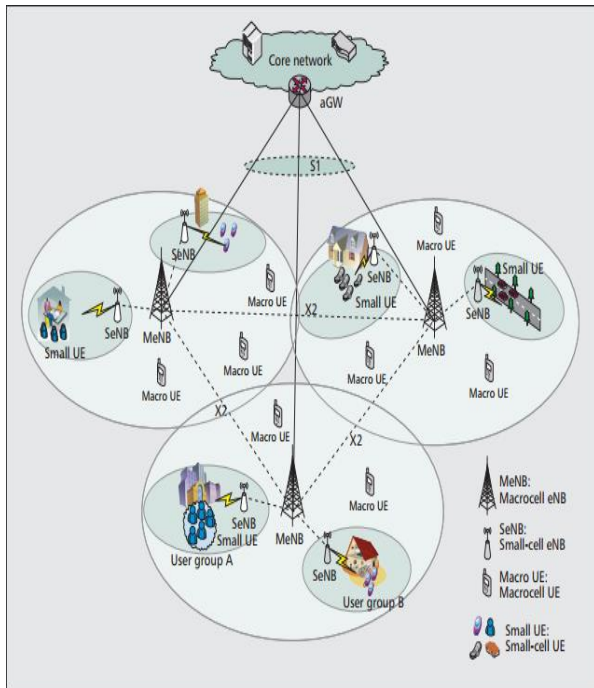 Core network
aGW
S1
SeNB
Macro UE
SeNB
MeNB
Small UE
Macro UE
Macro UE
X2
Macro UE
SeNB
Small UE
Small UE
SeNB
MeNB
Macro UE
Macro UE
X2
X2
Macro UE
SeNB
Small UE
User group A
MeNB
Macro UE
SeNB
User group B
MeNB:
Macrocell eNB
SeNB:
Small-cell eNB
Macro UE:
Macrocell UE
Small UE:
Small-cell UE